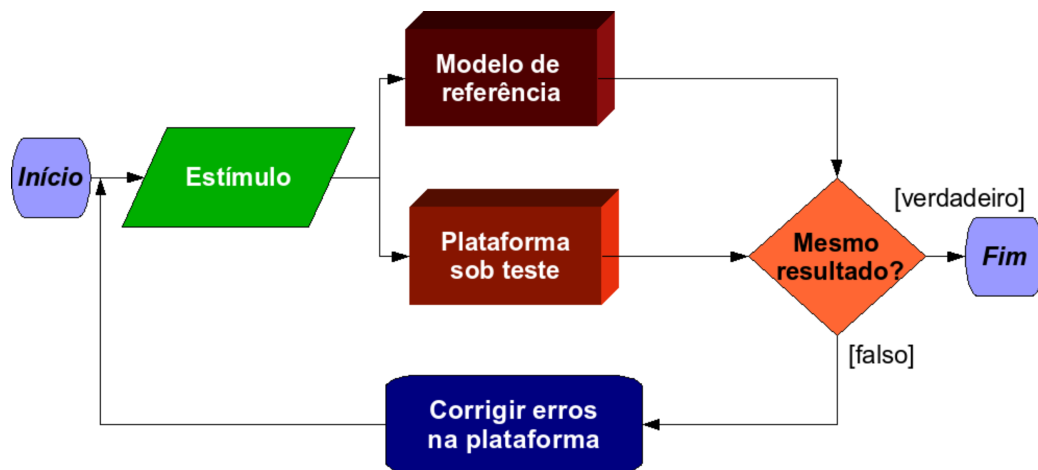 Modelo de
referência
Início
Estímulo
[verdadeiro]
Plataforma
sob teste
Mesmo
resultado?
Fim
[falso]
Corrigir erros
na plataforma